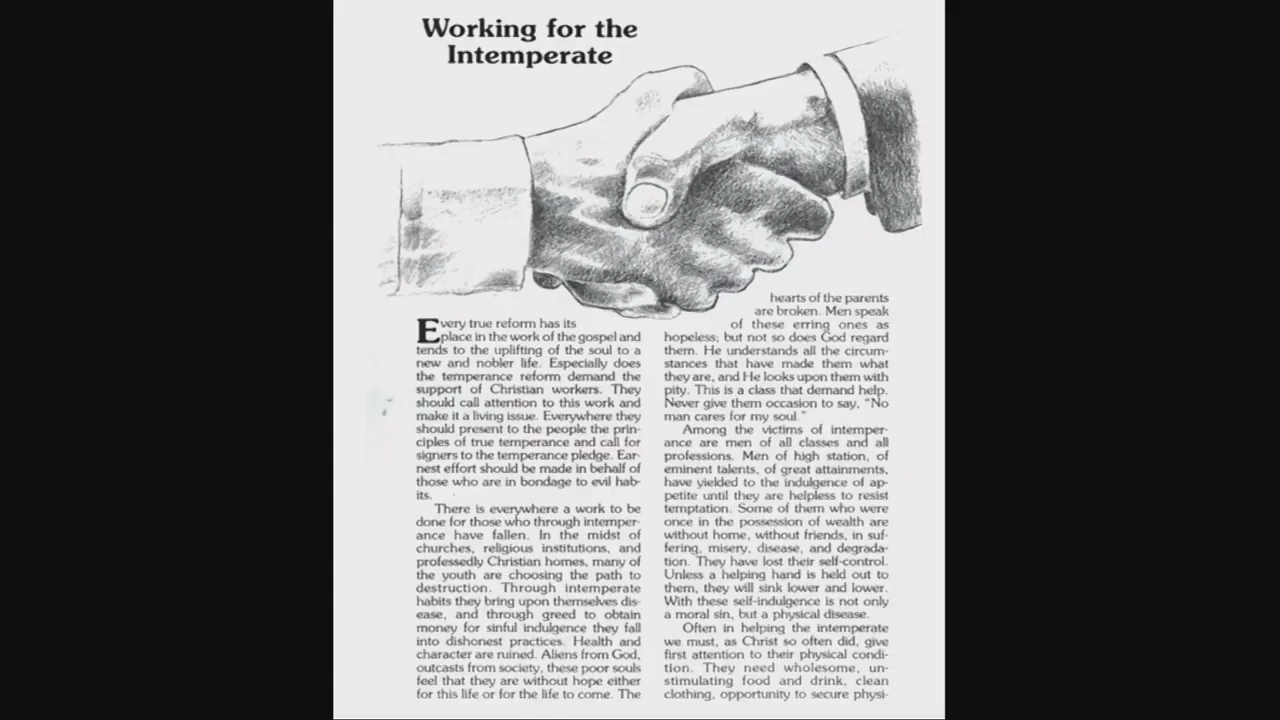 Working for the
Intemperate
Every true reform has its
place in the work of the gospel and
tends to the uplifting of the soul to a
new and nobler life. Especially does
the temperance reform demand the
support of Christian workers. They
should call attention to this work and
make it a living issue. Everywhere they
should present to the people the prin-
ciples of true temperance and call for
signers to the temperance pledge. Ear-
nest effort should be made in behalf of
those who are in bondage to evil hab-
its.
There is everywhere a work to be
done for those who through intemper-
ance have fallen. In the midst of
churches, religious institutions, and
professedly Christian homes, many of
the youth are choosing the path to
destruction. Through intemperate
habits they bring upon themselves dis-
ease, and through greed to obtain
money for sinful indulgence they fall
into dishonest practices. Health and
character are ruined. Aliens from God,
outcasts from society, these poor souls
feel that they are without hope either
for this life or for the life to come. The
hearts of the parents
are broken. Men speak
of these erring ones as
hopeless; but not so does God regard
them. He understands all the circum-
stances that have made them what
they are, and He looks upon them with
pity. This is a class that demand help.
Never give them occasion to say, "No
man cares for my soul."
Among the victims of intemper-
ance are men of all classes and all
professions. Men of high station, of
eminent talents, of great attainments,
have yielded to the indulgence of ap-
petite until they are helpless to resist
temptation. Some of them who were
once in the possession of wealth are
without home, without friends, in suf-
fering, misery, disease, and degrada-
tion. They have lost their self-control.
Unless a helping hand is held out to
them, they will sink lower and lower.
With these self-indulgence is not only
a moral sin, but a physical disease.
Often in helping the intemperate
we must, as Christ so often did, give
first attention to their physical condi-
tion. They need wholesome, un-
stimulating food and drink, clean
clothing, opportunity to secure physi-